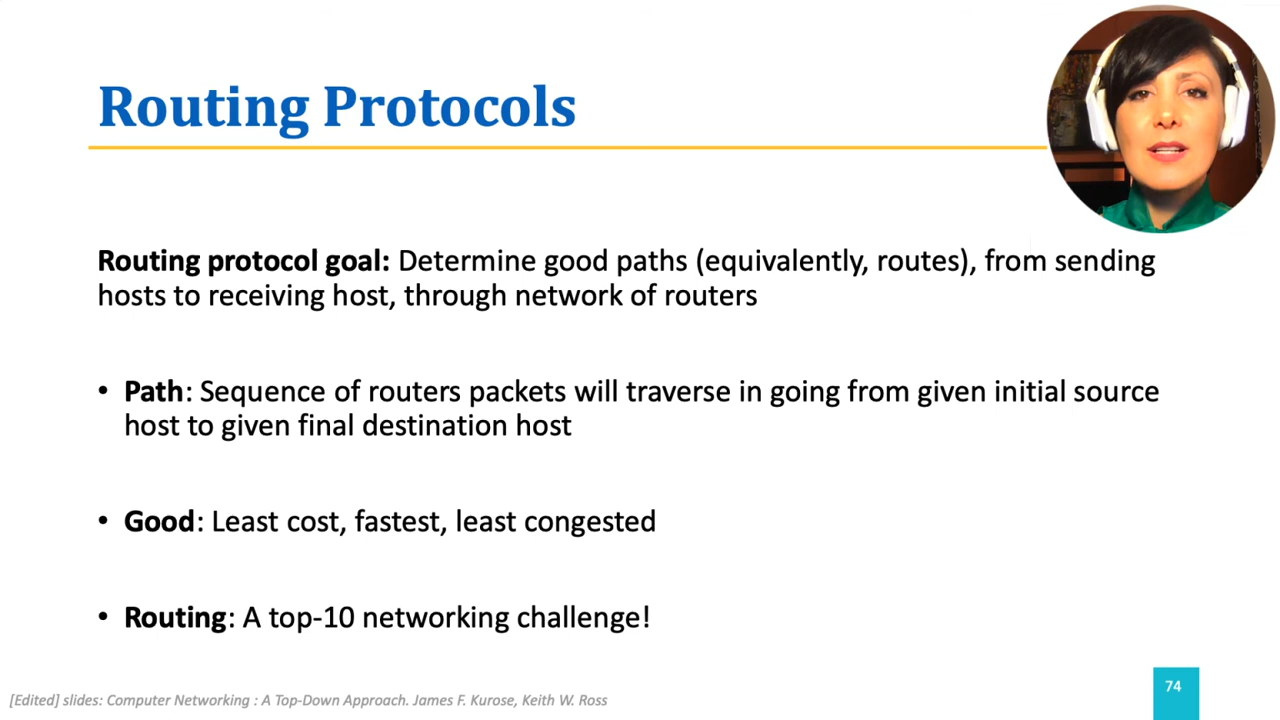 Routing Protocols
Routing protocol goal: Determine good paths (equivalently, routes), from sending
hosts to receiving host, through network of routers
• Path: Sequence of routers packets will traverse in going from given initial source
host to given final destination host
• Good: Least cost, fastest, least congested
• Routing: A top-10 networking challenge!
[Edited] slides: Computer Networking : A Top-Down Approach. James F. Kurose, Keith W. Ross
74